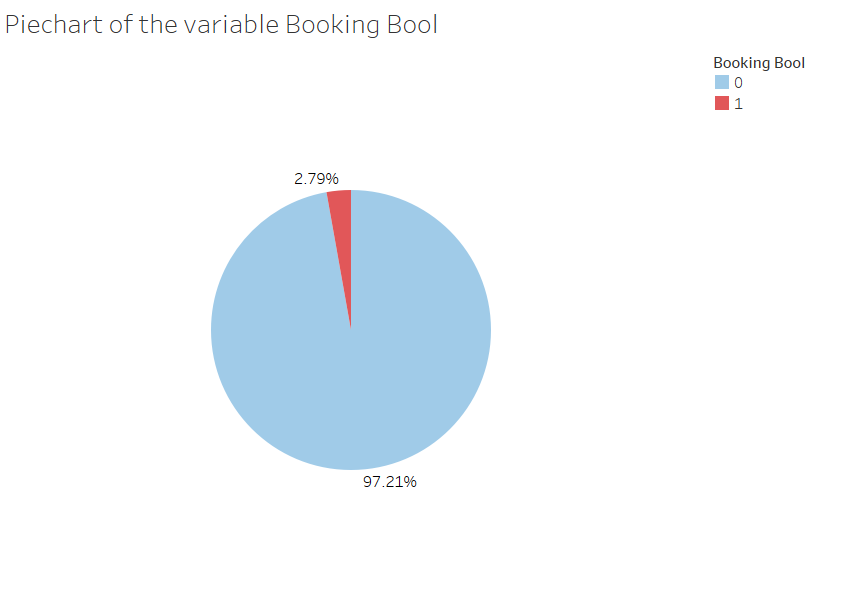 Piechart of the variable Booking Bool
Booking Bool
0
1
2.79%
97.21%